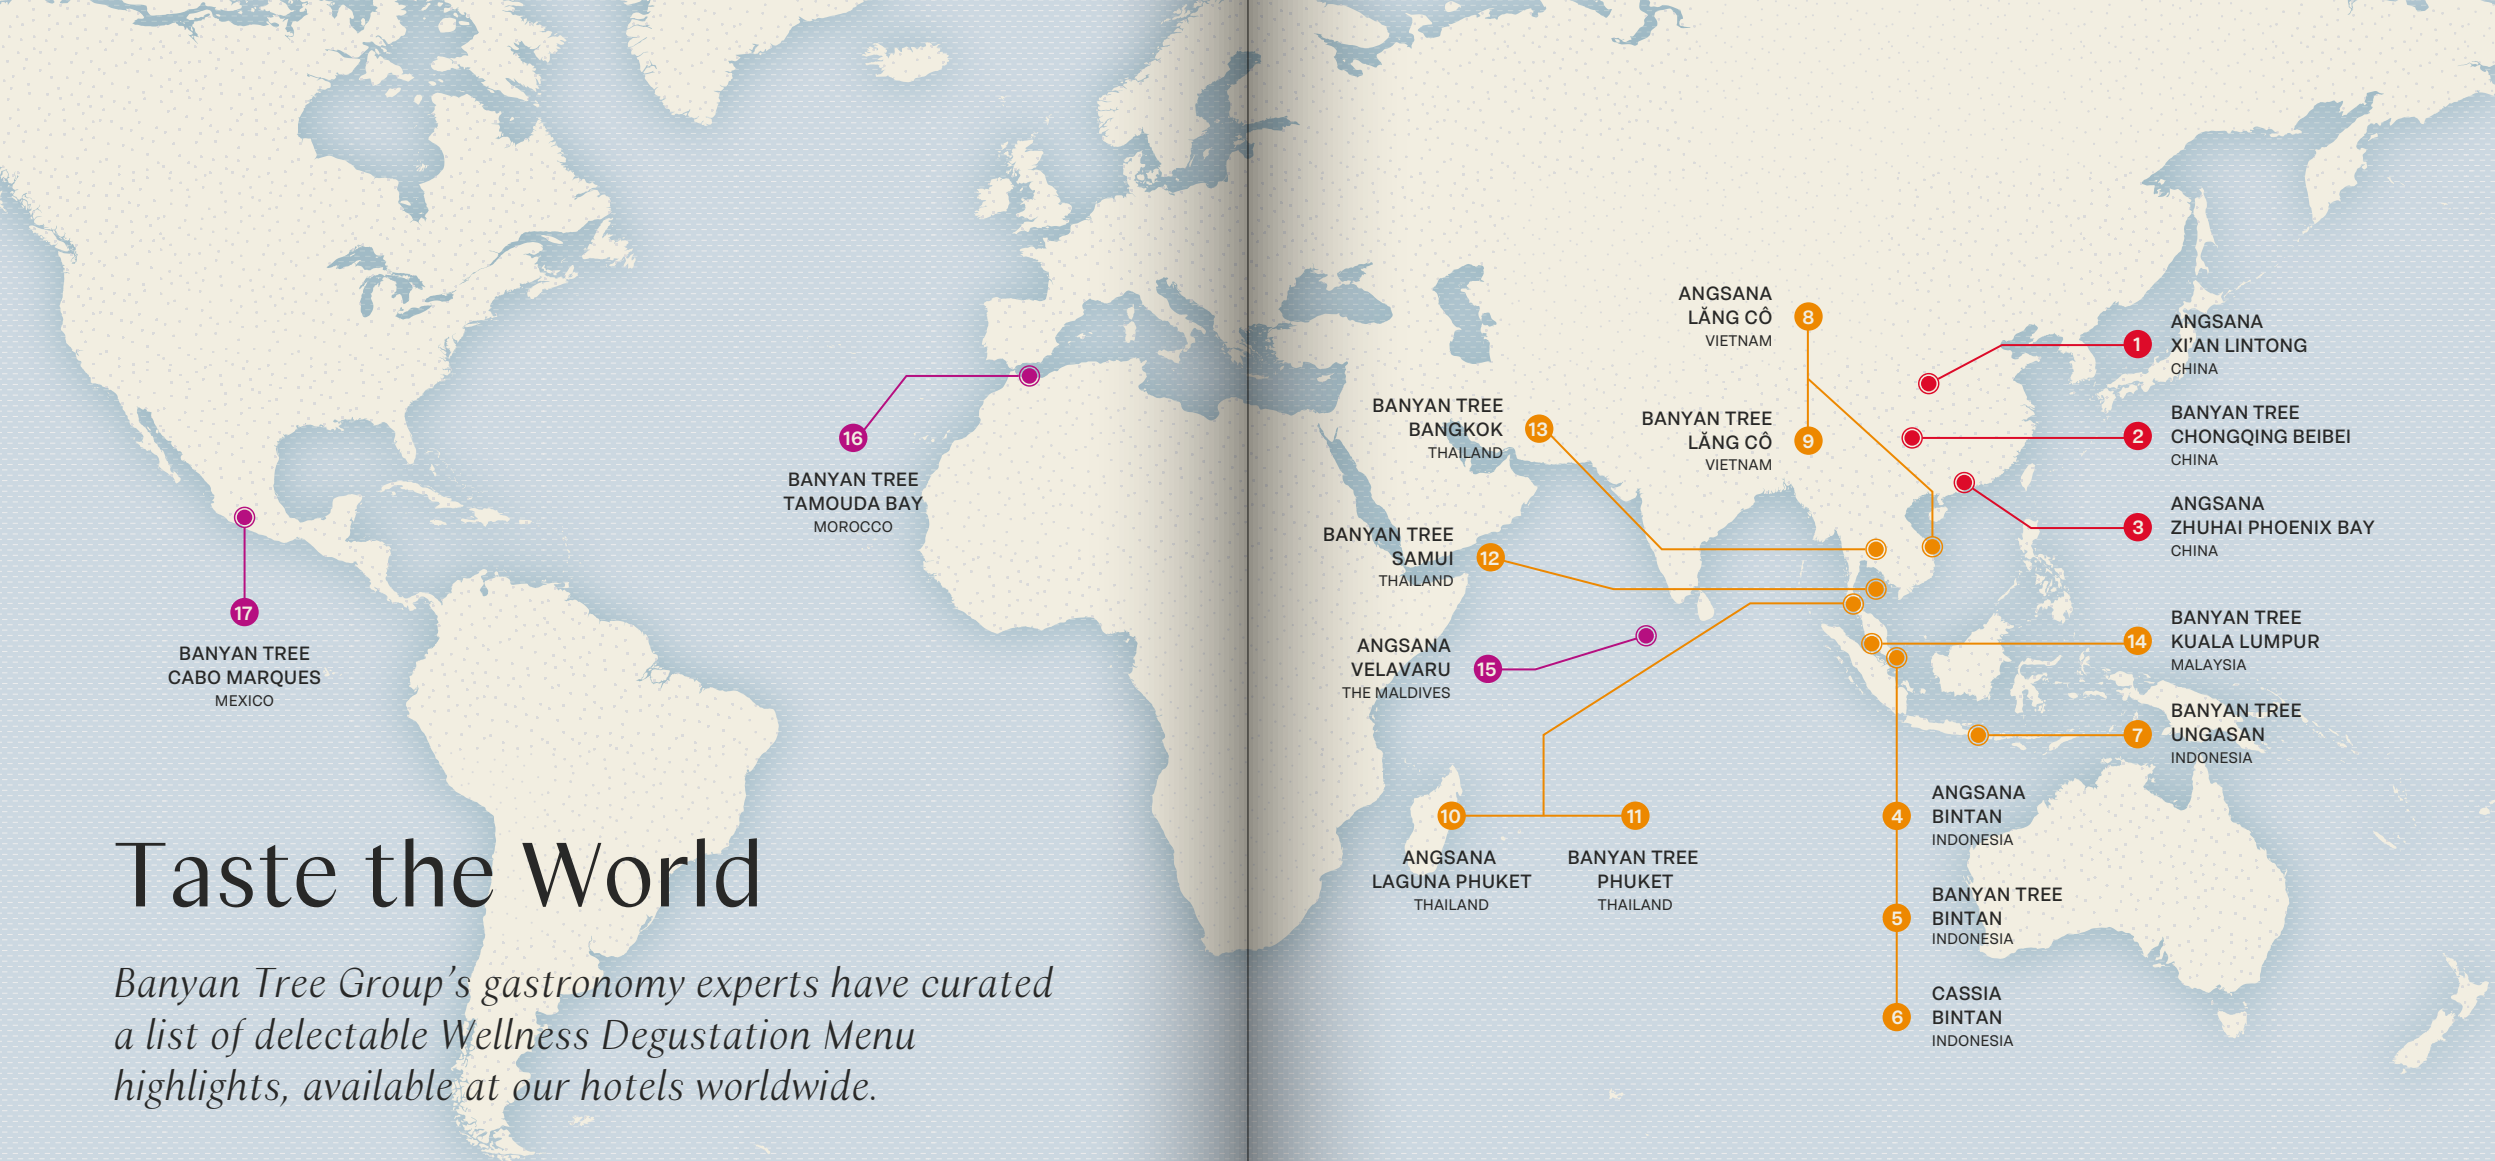 Taste the World
Banyan Tree Group's gastronomy experts have curated
a list of delectable Wellness Degustation Menu
highlights, available at our hotels worldwide.
17
BANYAN TREE
CABO MARQUES
MEXICO
16
BANYAN TREE
TAMOUDA BAY
MOROCCO
8
ANGSANA
LĂNG CÔ
VIETNAM
9
BANYAN TREE
LĂNG CÔ
VIETNAM
13
BANYAN TREE
BANGKOK
THAILAND
12
BANYAN TREE
SAMUI
THAILAND
15
ANGSANA
VELAVARU
THE MALDIVES
10
ANGSANA
LAGUNA PHUKET
THAILAND
11
BANYAN TREE
PHUKET
THAILAND
1
ANGSANA
XI'AN LINTONG
CHINA
2
BANYAN TREE
CHONGQING BEIBEI
CHINA
3
ANGSANA
ZHUHAI PHOENIX BAY
CHINA
14
BANYAN TREE
KUALA LUMPUR
MALAYSIA
7
BANYAN TREE
UNGASAN
INDONESIA
4
ANGSANA
BINTAN
INDONESIA
5
BANYAN TREE
BINTAN
INDONESIA
6
CASSIA
BINTAN
INDONESIA